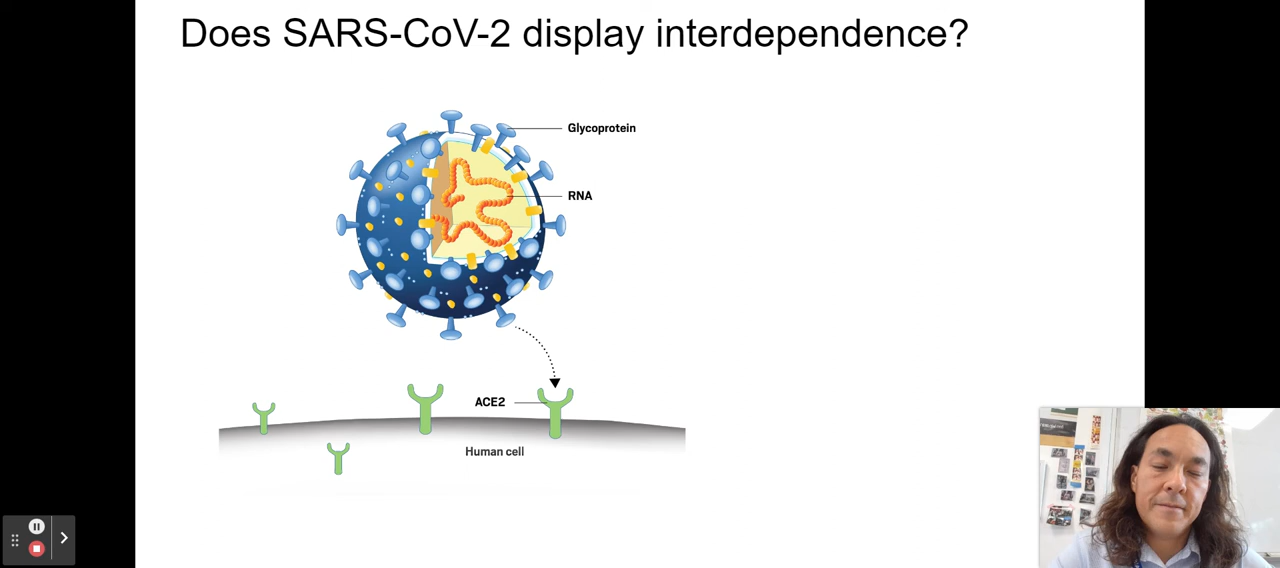 Does SARS-CoV-2 display interdependence?
Glycoprotein
RNA
ACE2
Human cell